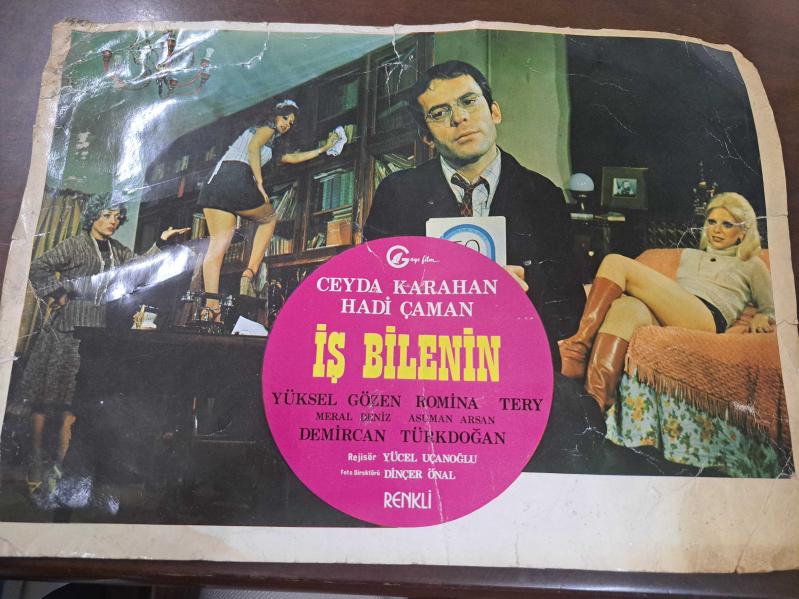 Gaye film
CEYDA KARAHAN
HADİ ÇAMAN
İŞ BİLENİN
YÜKSEL GÖZEN ROMİNA TERY
MERAL DENİZ ASUMAN ARSAN
DEMİRCAN TÜRKDOĞAN
Rejisör YÜCEL UÇANOĞLU
Foto Direktörü DİNÇER ÖNAL
RENKLİ